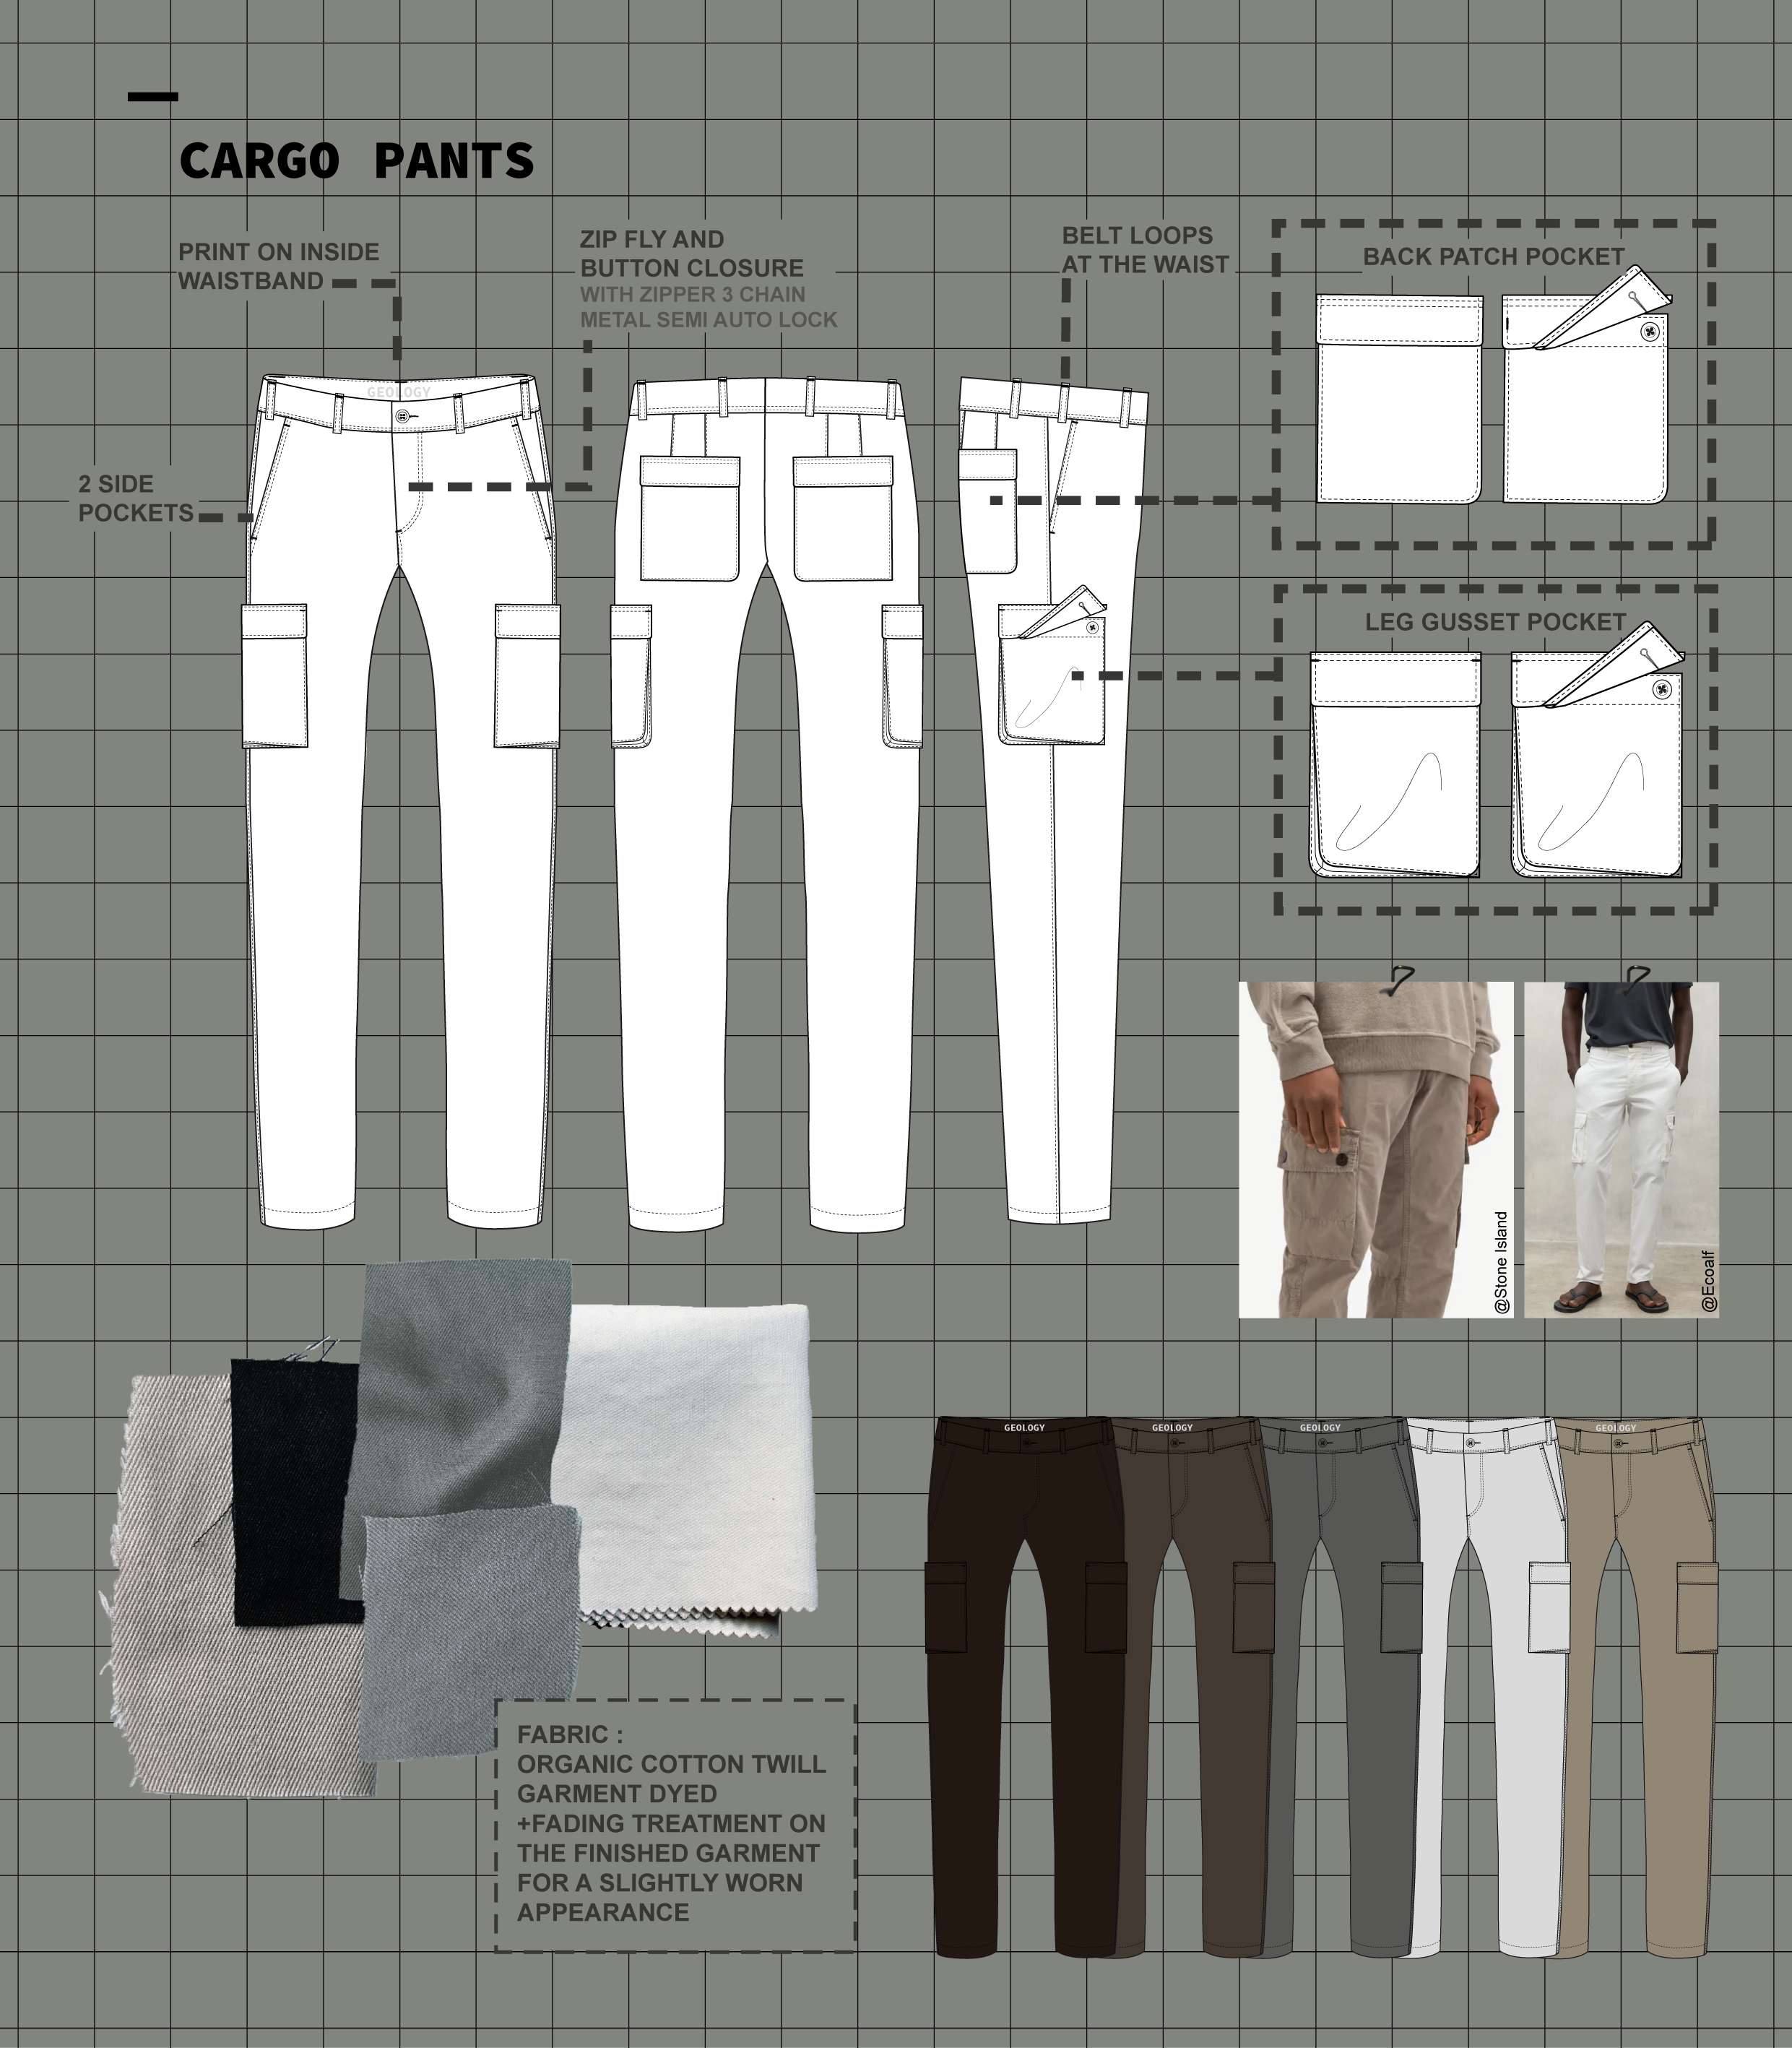 CARGO PANTS
PRINT ON INSIDE
WAISTBAND
ZIP FLY AND
BUTTON CLOSURE
WITH ZIPPER 3 CHAIN
METAL SEMI AUTO LOCK
BELT LOOPS
AT THE WAIST
BACK PATCH POCKET
GEOLOGY
2 SIDE
POCKETS
LEG GUSSET POCKET
@Stone Island
@Ecoalf
GEOLOGY
GEOLOGY
GEOLOGY
GEOLOGY
FABRIC :
ORGANIC COTTON TWILL
GARMENT DYED
+FADING TREATMENT ON
THE FINISHED GARMENT
FOR A SLIGHTLY WORN
APPEARANCE